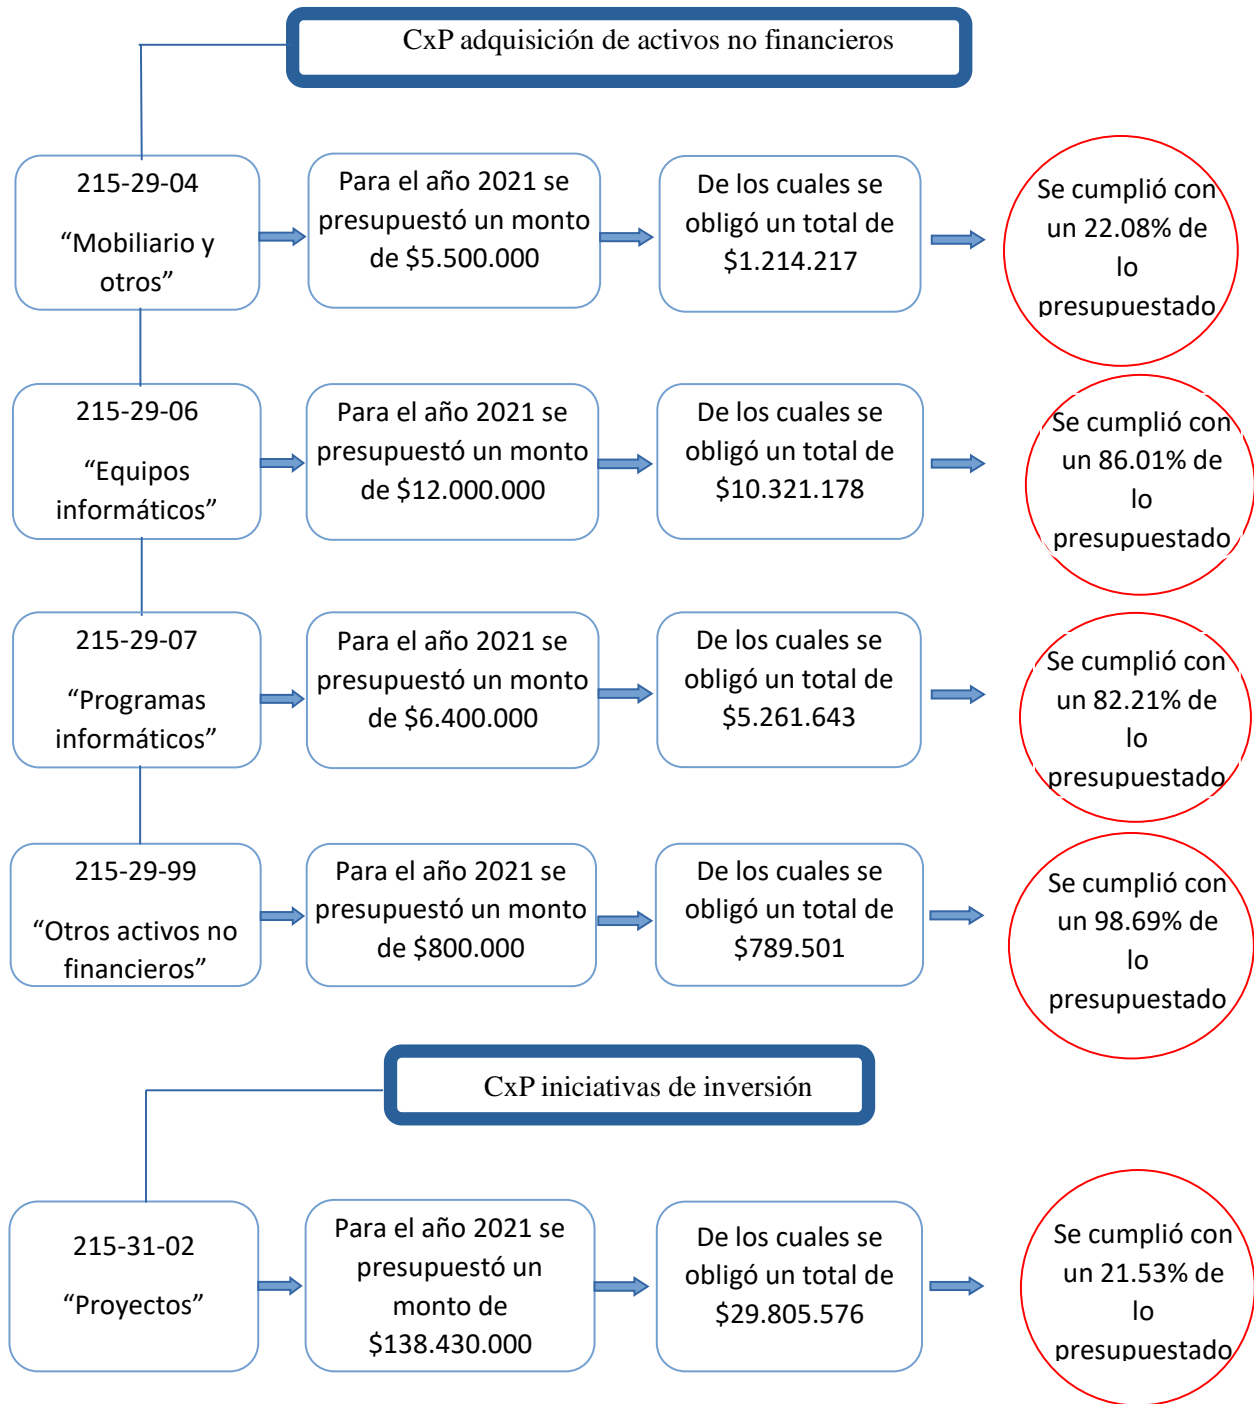 CxP adquisición de activos no financieros
215-29-04
“Mobiliario y
otros”
Para el año 2021 se
presupuestó un monto
de $5.500.000
De los cuales se
obligó un total de
$1.214.217
Se cumplió con
un 22.08% de
lo
presupuestado
215-29-06
“Equipos
informáticos”
Para el año 2021 se
presupuestó un monto
de $12.000.000
De los cuales se
obligó un total de
$10.321.178
Se cumplió con
un 86.01% de
lo
presupuestado
215-29-07
“Programas
informáticos”
Para el año 2021 se
presupuestó un monto
de $6.400.000
De los cuales se
obligó un total de
$5.261.643
Se cumplió con
un 82.21% de
lo
presupuestado
215-29-99
“Otros activos no
financieros”
Para el año 2021 se
presupuestó un monto
de $800.000
De los cuales se
obligó un total de
$789.501
Se cumplió con
un 98.69% de
lo
presupuestado
CxP iniciativas de inversión
215-31-02
“Proyectos”
Para el año 2021 se
presupuestó un
monto de
$138.430.000
De los cuales se
obligó un total de
$29.805.576
Se cumplió con
un 21.53% de
lo
presupuestado